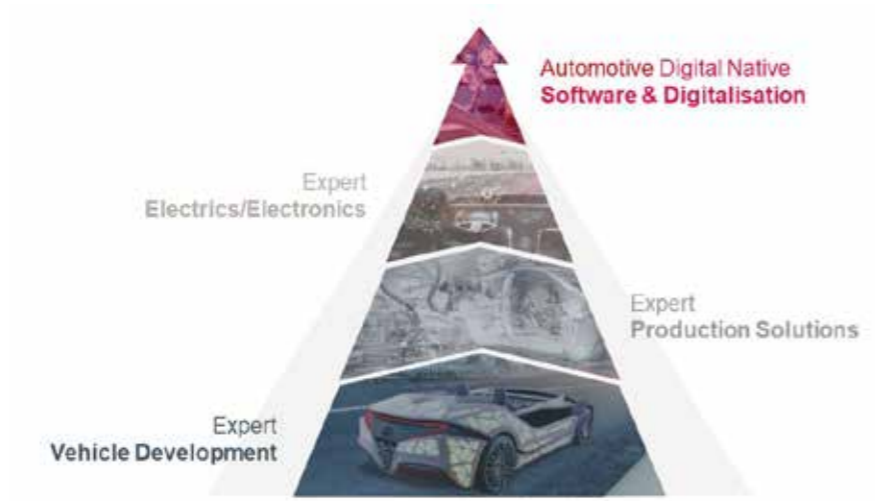 Automotive Digital Native
Software & Digitalisation
Expert
Electrics/Electronics
Expert
Production Solutions
Expert
Vehicle Development